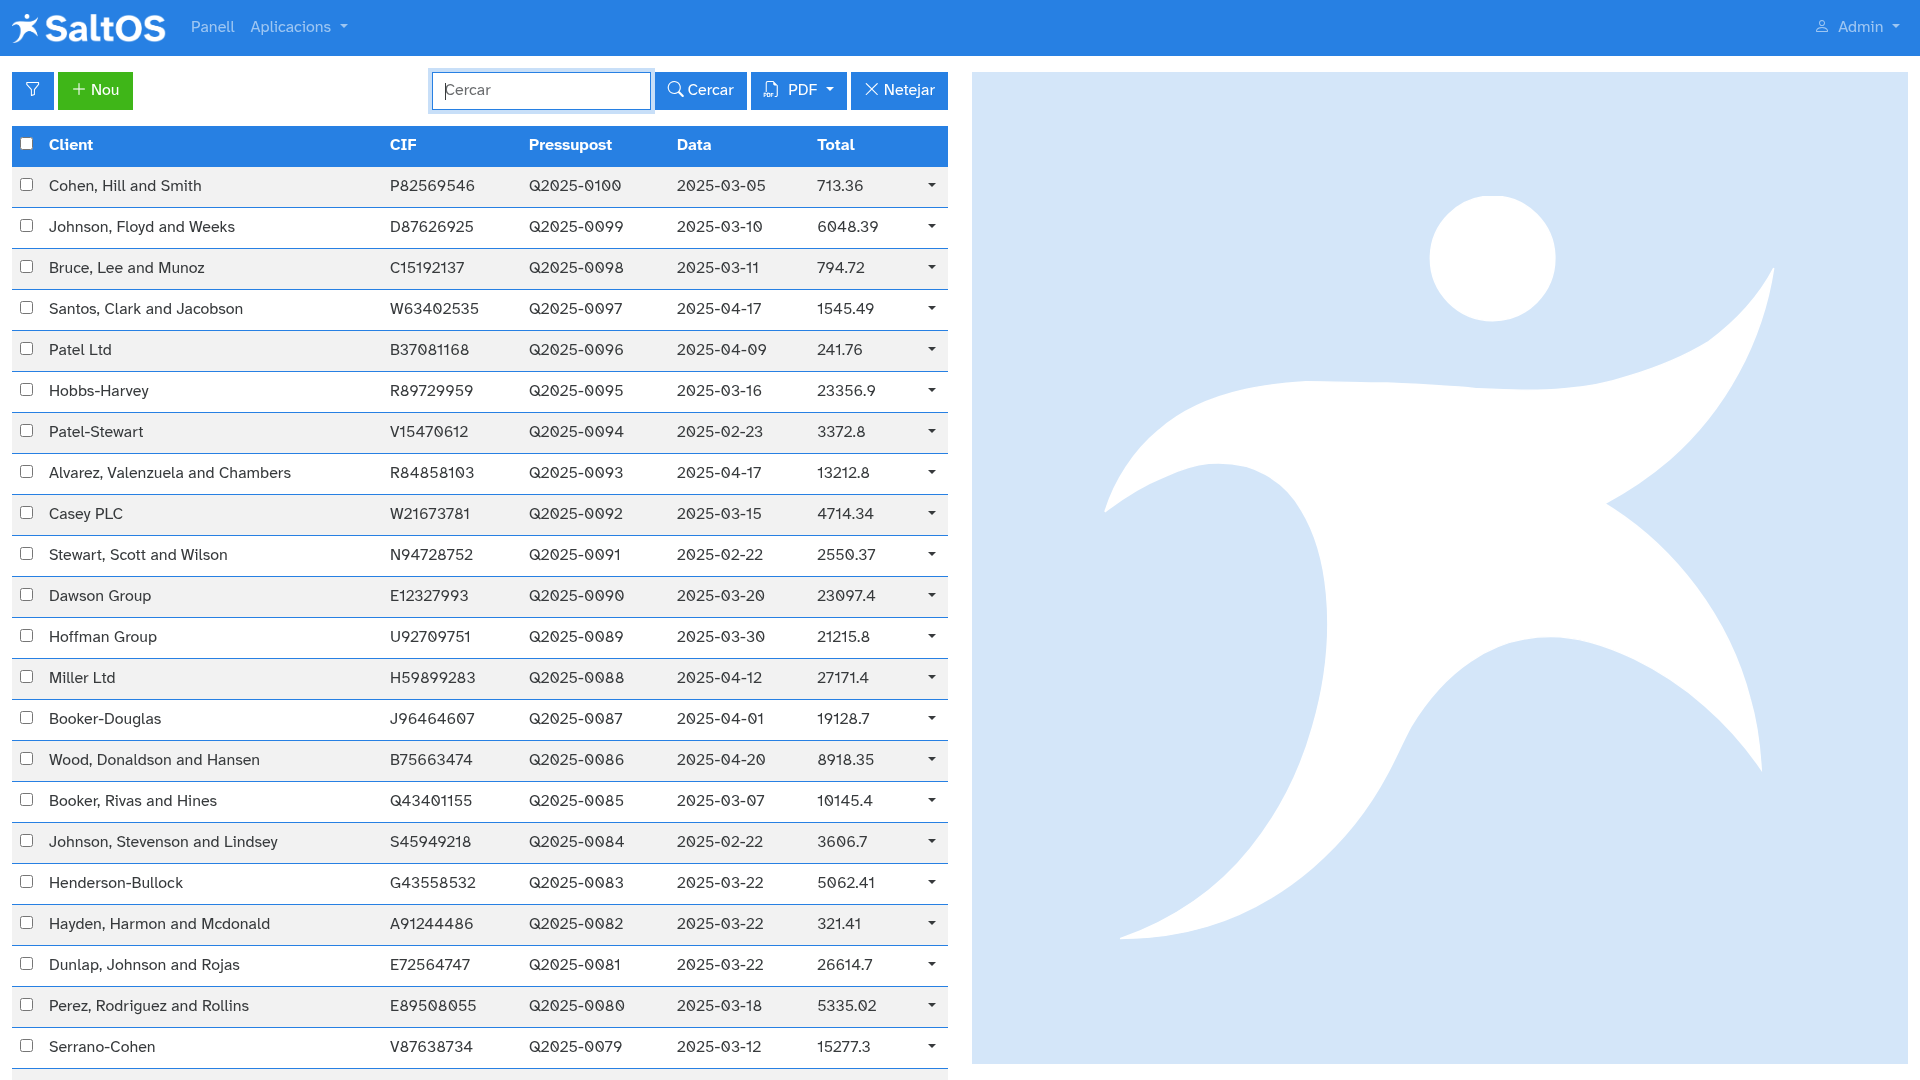 SaltOS Panell Aplicacions Admin
Nou Cercar Cercar PDF Netejar
Client CIF Pressupost Data Total
Cohen, Hill and Smith P82569546 Q2025-0100 2025-03-05 713.36
Johnson, Floyd and Weeks D87626925 Q2025-0099 2025-03-10 6048.39
Bruce, Lee and Munoz C15192137 Q2025-0098 2025-03-11 794.72
Santos, Clark and Jacobson W63402535 Q2025-0097 2025-04-17 1545.49
Patel Ltd B37081168 Q2025-0096 2025-04-09 241.76
Hobbs-Harvey R89729959 Q2025-0095 2025-03-16 23356.9
Patel-Stewart V15470612 Q2025-0094 2025-02-23 3372.8
Alvarez, Valenzuela and Chambers R84858103 Q2025-0093 2025-04-17 13212.8
Casey PLC W21673781 Q2025-0092 2025-03-15 4714.34
Stewart, Scott and Wilson N94728752 Q2025-0091 2025-02-22 2550.37
Dawson Group E12327993 Q2025-0090 2025-03-20 23097.4
Hoffman Group U92709751 Q2025-0089 2025-03-30 21215.8
Miller Ltd H59899283 Q2025-0088 2025-04-12 27171.4
Booker-Douglas J96464607 Q2025-0087 2025-04-01 19128.7
Wood, Donaldson and Hansen B75663474 Q2025-0086 2025-04-20 8918.35
Booker, Rivas and Hines Q43401155 Q2025-0085 2025-03-07 10145.4
Johnson, Stevenson and Lindsey S45949218 Q2025-0084 2025-02-22 3606.7
Henderson-Bullock G43558532 Q2025-0083 2025-03-22 5062.41
Hayden, Harmon and Mcdonald A91244486 Q2025-0082 2025-03-22 321.41
Dunlap, Johnson and Rojas E72564747 Q2025-0081 2025-03-22 26614.7
Perez, Rodriguez and Rollins E89508055 Q2025-0080 2025-03-18 5335.02
Serrano-Cohen V87638734 Q2025-0079 2025-03-12 15277.3